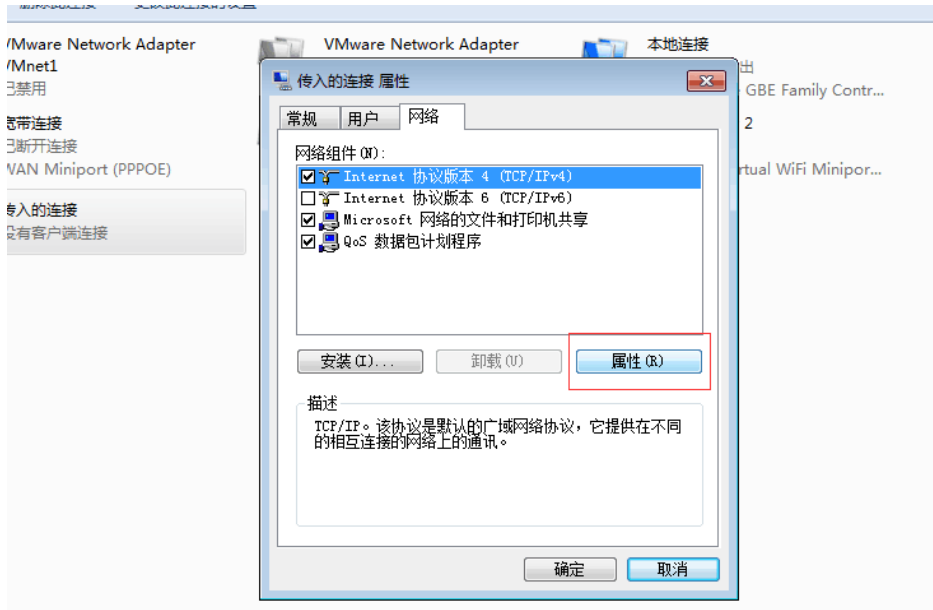 VMware Network Adapter
VMnet1
已禁用
宽带连接
已断开连接
WAN Miniport (PPPOE)
传入的连接
没有客户端连接
VMware Network Adapter
本地连接
出
GBE Family Contr...
2
rtual WiFi Minipor...
传入的连接 属性
常规
用户
网络
网络组件(N):
Internet 协议版本 4 (TCP/IPv4)
Internet 协议版本 6 (TCP/IPv6)
Microsoft 网络的文件和打印机共享
QoS 数据包计划程序
安装(I)...
卸载(U)
属性(R)
描述
TCP/IP。该协议是默认的广域网络协议，它提供在不同
的相互连接的网络上的通讯。
确定
取消